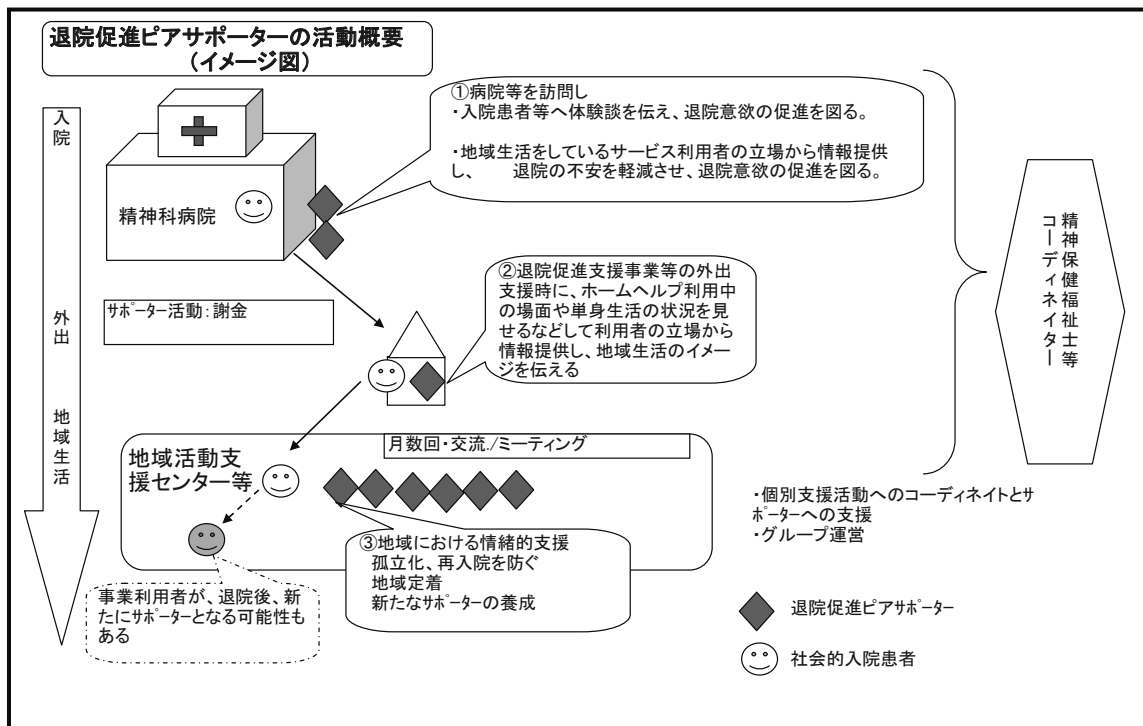 退院促進ピアサポーターの活動概要
(イメージ図)
入院
外出
地域生活
精神科病院
①病院等を訪問し
・入院患者等へ体験談を伝え、退院意欲の促進を図る。
・地域生活をしているサービス利用者の立場から情報提供
し、　退院の不安を軽減させ、退院意欲の促進を図る。
サポーター活動:謝金
②退院促進支援事業等の外出
支援時に、ホームヘルプ利用中
の場面や単身生活の状況を見
せるなどして利用者の立場から
情報提供し、地域生活のイメー
ジを伝える
精神保健福祉士等
コーディネイター
月数回・交流./ミーティング
地域活動支
援センター等
③地域における情緒的支援
孤立化、再入院を防ぐ
地域定着
新たなサポーターの養成
事業利用者が、退院後、新
たにサポーターとなる可能性も
ある
・個別支援活動へのコーディネイトとサ
ポーターへの支援
・グループ運営
退院促進ピアサポーター
社会的入院患者